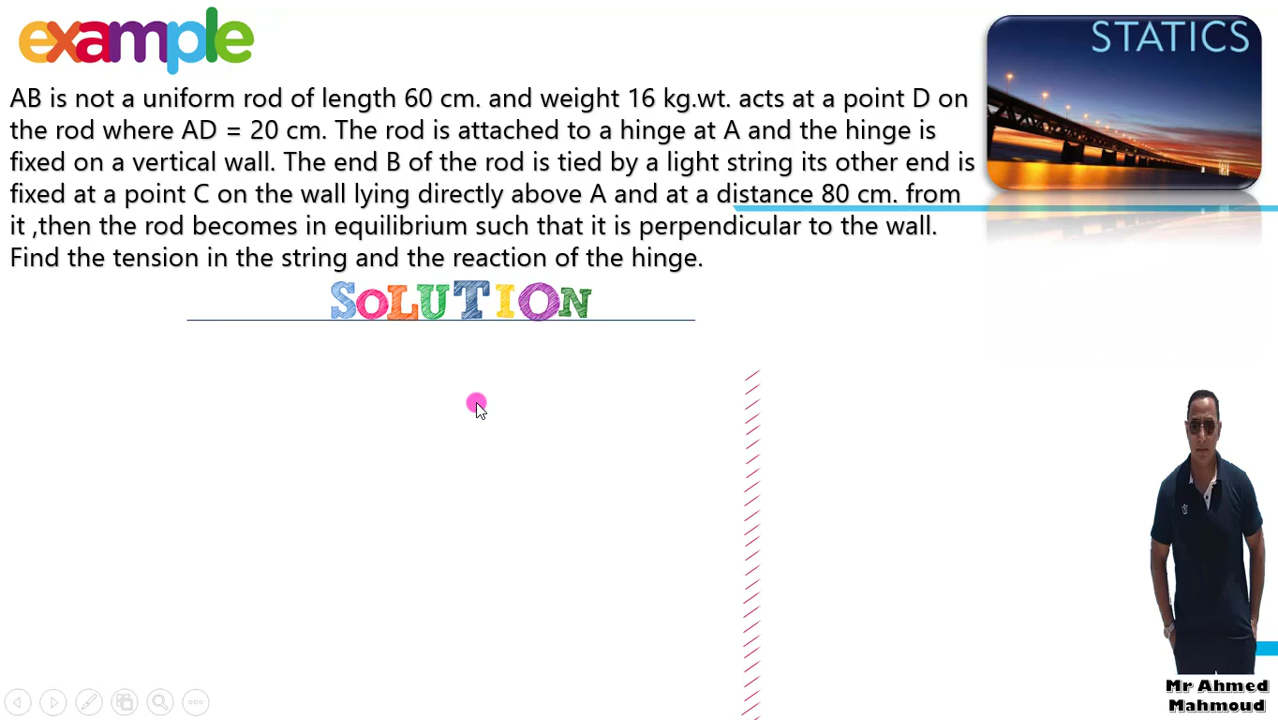 example
STATICS
AB is not a uniform rod of length 60 cm. and weight 16 kg.wt. acts at a point D on
the rod where AD = 20 cm. The rod is attached to a hinge at A and the hinge is
fixed on a vertical wall. The end B of the rod is tied by a light string its other end is
fixed at a point C on the wall lying directly above A and at a distance 80 cm. from
it ,then the rod becomes in equilibrium such that it is perpendicular to the wall.
Find the tension in the string and the reaction of the hinge.
SOLUTION
Mr Ahmed
Mahmoud